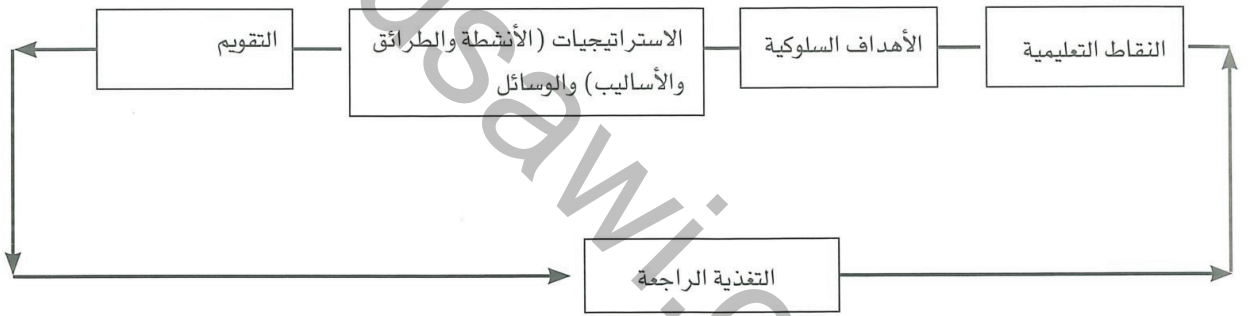 النقاط التعليمية
الأهداف السلوكية
الاستراتيجيات (الأنشطة والطرائق
والأساليب) والوسائل
التقويم
التغذية الراجعة